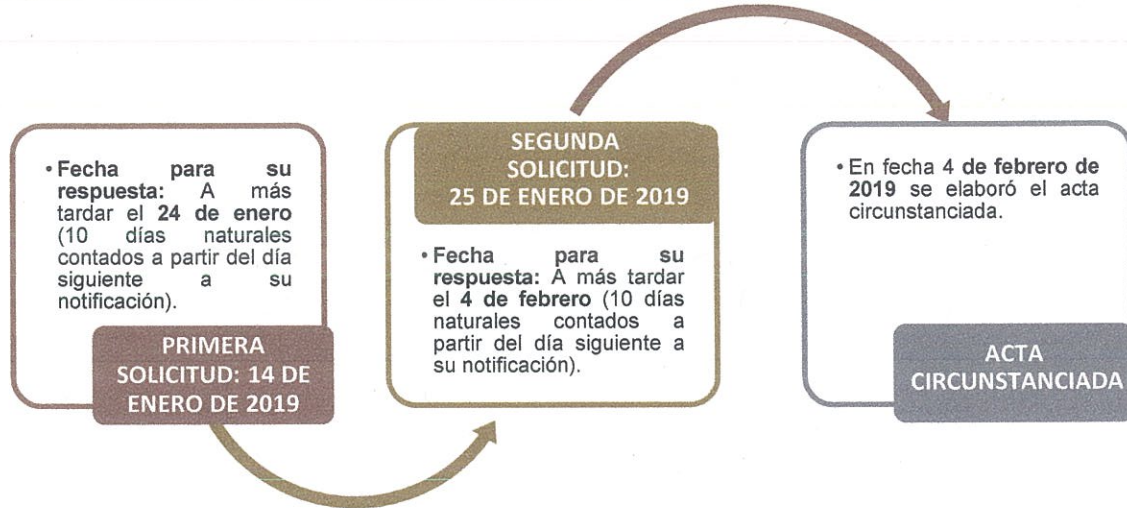 • Fecha para su
respuesta: A más
tardar el 24 de enero
(10 días naturales
contados a partir del día
siguiente a su
notificación).
PRIMERA
SOLICITUD: 14 DE
ENERO DE 2019
SEGUNDA
SOLICITUD:
25 DE ENERO DE 2019
• Fecha para su
respuesta: A más tardar
el 4 de febrero (10 días
naturales contados a
partir del día siguiente a
su notificación).
• En fecha 4 de febrero de
2019 se elaboró el acta
circunstanciada.
ACTA
CIRCUNSTANCIADA